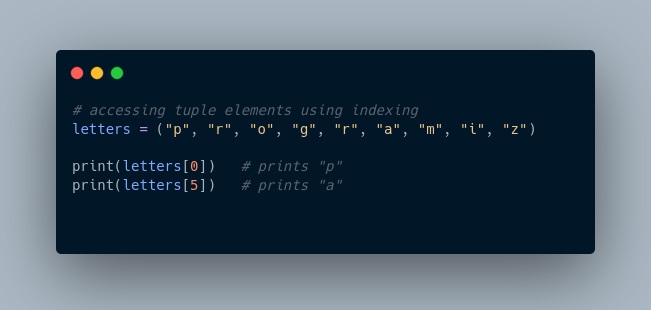 # accessing tuple elements using indexing
letters = ("p", "r", "o", "g", "r", "a", "m", "i", "z")
print(letters[0])   # prints "p"
print(letters[5])   # prints "a"